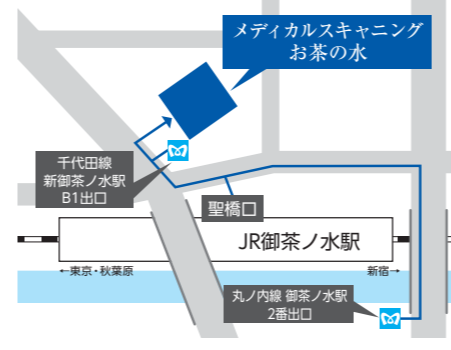 メディカルスキャニング
お茶の水
千代田線
新御茶ノ水駅
B1出口
聖橋口
JR御茶ノ水駅
←東京・秋葉原
新宿→
丸ノ内線 御茶ノ水駅
2番出口